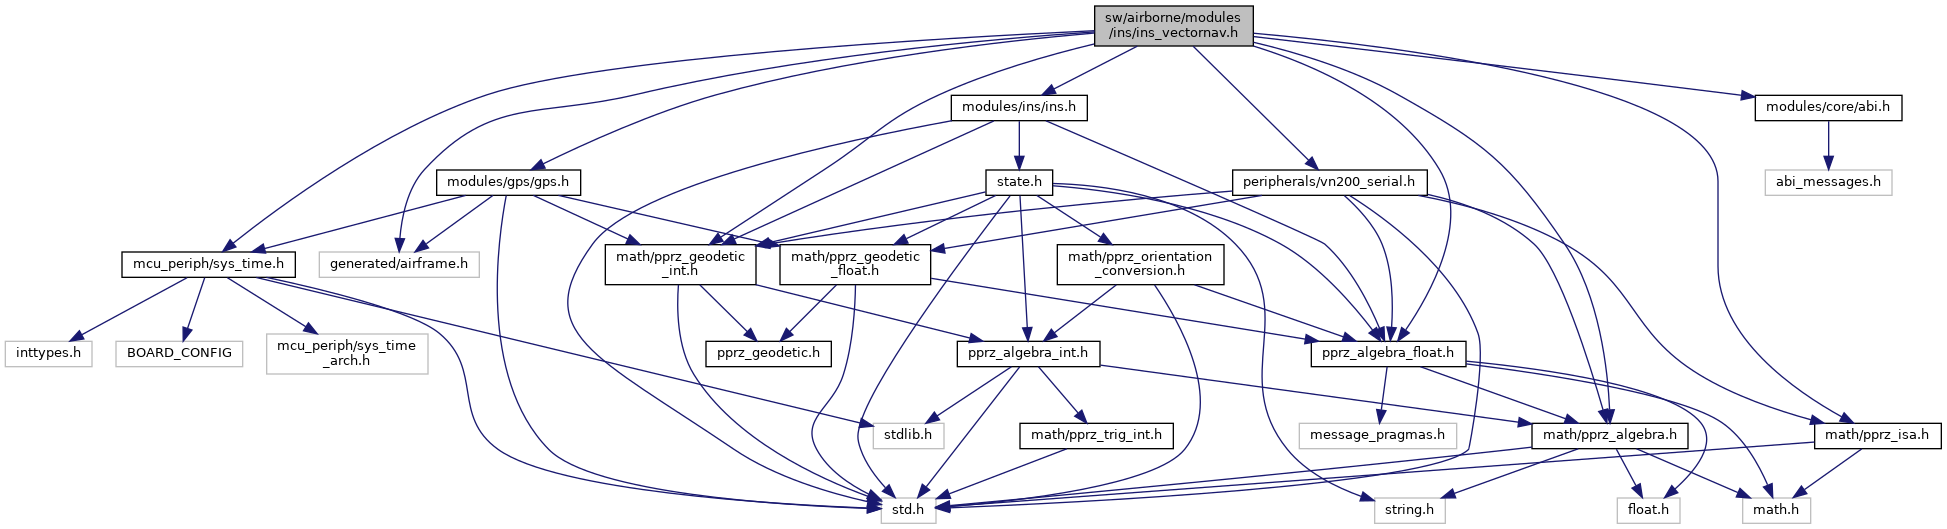 sw/airborne/modules
/ins/ins_vectornav.h
modules/ins/ins.h
modules/core/abi.h
modules/gps/gps.h
state.h
peripherals/vn200_serial.h
abi_messages.h
mcu_periph/sys_time.h
generated/airframe.h
math/pprz_geodetic
_int.h
math/pprz_geodetic
_float.h
math/pprz_orientation
_conversion.h
inttypes.h
BOARD_CONFIG
mcu_periph/sys_time
_arch.h
pprz_geodetic.h
pprz_algebra_int.h
pprz_algebra_float.h
stdlib.h
math/pprz_trig_int.h
message_pragmas.h
math/pprz_algebra.h
math/pprz_isa.h
std.h
string.h
float.h
math.h